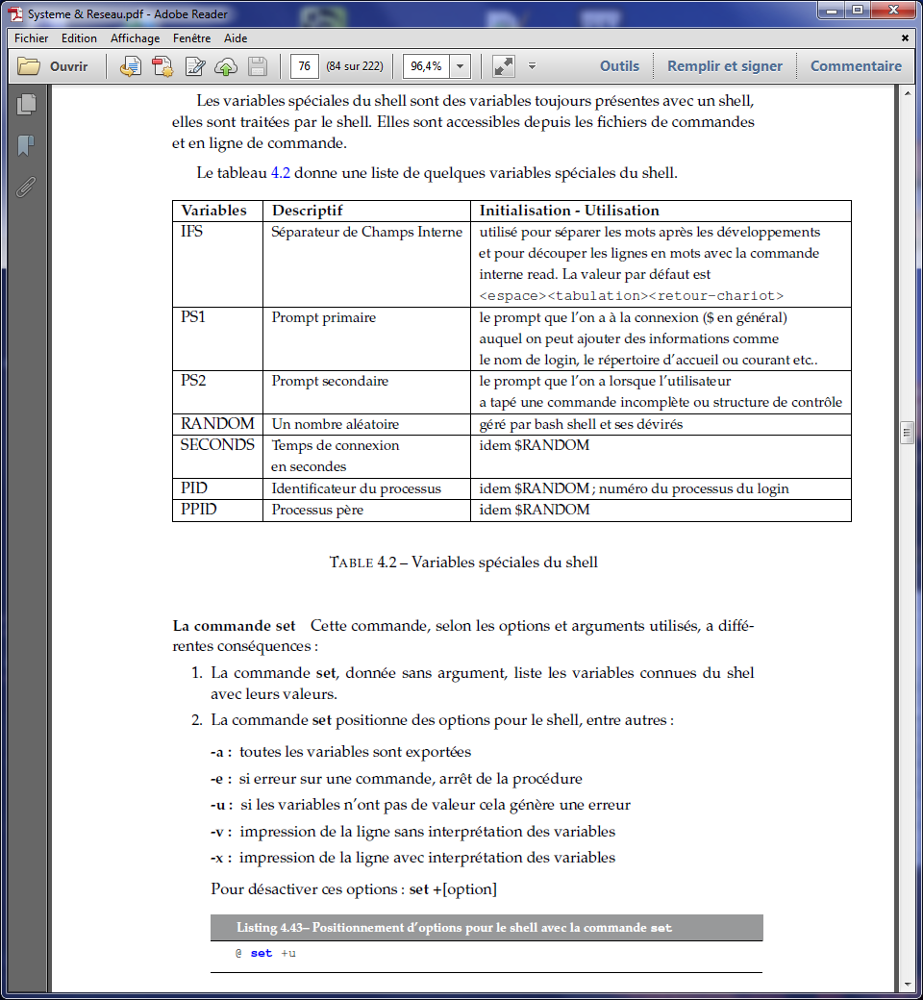 Systeme & Reseau.pdf - Adobe Reader
Fichier Edition Affichage Fenêtre Aide
Ouvrir 76 (84 sur 222) 96,4% Outils Remplir et signer Commentaire
Les variables spéciales du shell sont des variables toujours présentes avec un shell,
elles sont traitées par le shell. Elles sont accessibles depuis les fichiers de commandes
et en ligne de commande.
Le tableau 4.2 donne une liste de quelques variables spéciales du shell.
Variables Descriptif Initialisation - Utilisation
IFS Séparateur de Champs Interne utilisé pour séparer les mots après les développements
et pour découper les lignes en mots avec la commande
interne read. La valeur par défaut est
<espace><tabulation><retour-chariot>
PS1 Prompt primaire le prompt que l'on a à la connexion ($ en général)
auquel on peut ajouter des informations comme
le nom de login, le répertoire d'accueil ou courant etc..
PS2 Prompt secondaire le prompt que l'on a lorsque l'utilisateur
a tapé une commande incomplète ou structure de contrôle
RANDOM Un nombre aléatoire géré par bash shell et ses dévirés
SECONDS Temps de connexion idem $RANDOM
en secondes
PID Identificateur du processus idem $RANDOM ; numéro du processus du login
PPID Processus père idem $RANDOM
TABLE 4.2 – Variables spéciales du shell
La commande set Cette commande, selon les options et arguments utilisés, a diffé-
rentes conséquences :
1. La commande set, donnée sans argument, liste les variables connues du shel
avec leurs valeurs.
2. La commande set positionne des options pour le shell, entre autres :
-a : toutes les variables sont exportées
-e : si erreur sur une commande, arrêt de la procédure
-u : si les variables n'ont pas de valeur cela génère une erreur
-v : impression de la ligne sans interprétation des variables
-x : impression de la ligne avec interprétation des variables
Pour désactiver ces options : set +[option]
Listing 4.43– Positionnement d'options pour le shell avec la commande set
@ set +u